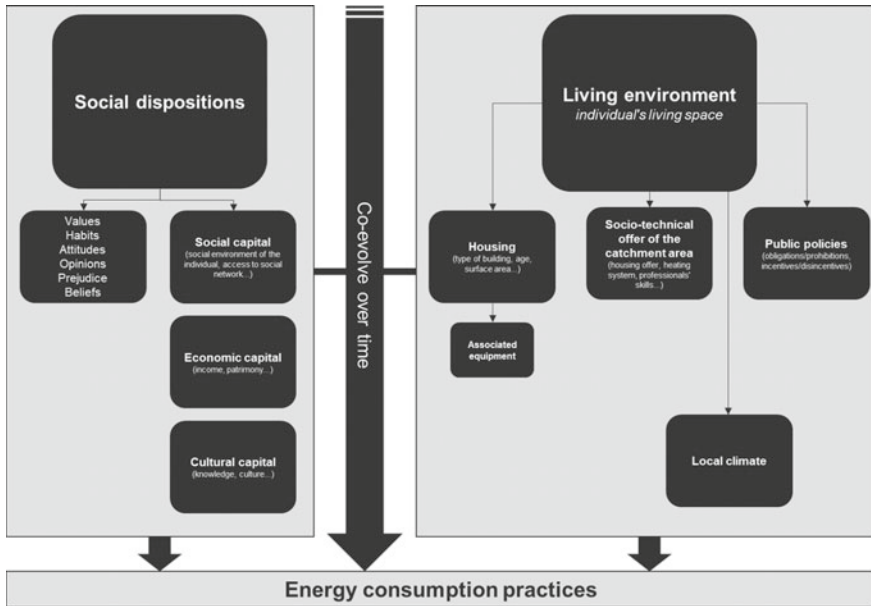 Social dispositions
Values
Habits
Attitudes
Opinions
Prejudice
Beliefs
Social capital
(social environment of the
individual, access to social
network...)
Economic capital
(income, patrimony...)
Cultural capital
(knowledge, culture...)
Co-evolve over time
Living environment
individual's living space
Housing
(type of building, age,
surface area...)
Associated
equipment
Socio-technical
offer of the
catchment area
(housing offer, heating
system, professionals'
skills...)
Public policies
(obligations/prohibitions,
incentives/disincentives)
Local climate
Energy consumption practices